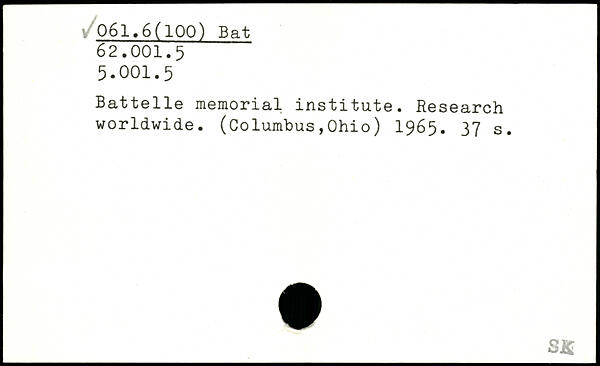 ✓061.6(100) Bat
62.001.5
5.001.5
Battelle memorial institute. Research
worldwide. (Columbus,Ohio) 1965. 37 s.
SK